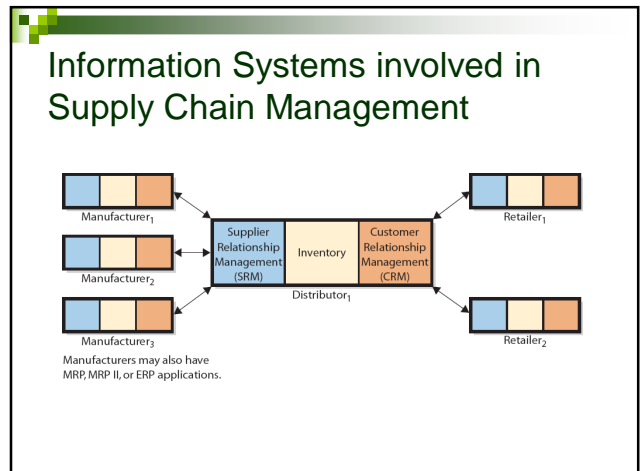 Information Systems involved in
Supply Chain Management
Manufacturer₁
Manufacturer₂
Manufacturer₃
Manufacturers may also have
MRP, MRP II, or ERP applications.
Supplier
Relationship
Management
(SRM)
Inventory
Customer
Relationship
Management
(CRM)
Distributor₁
Retailer₁
Retailer₂